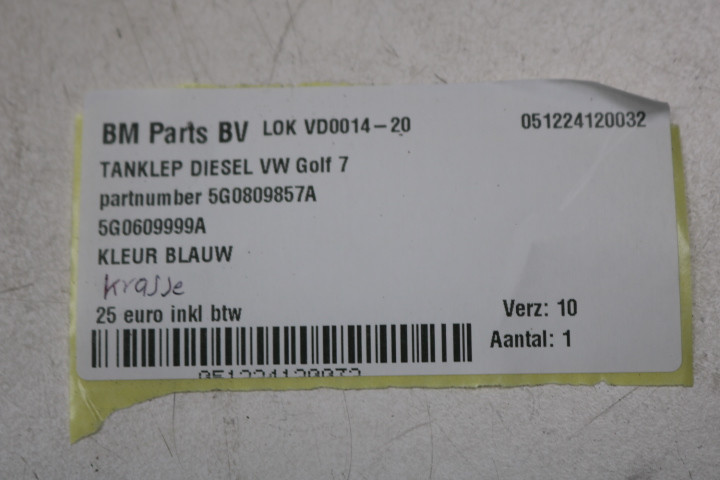 BM Parts BV LOK VD0014-20 051224120032
TANKLEP DIESEL VW Golf 7
partnumber 5G0809857A
5G0609999A
KLEUR BLAUW
krasse
25 euro inkl btw
Verz: 10
Aantal: 1
051224120032